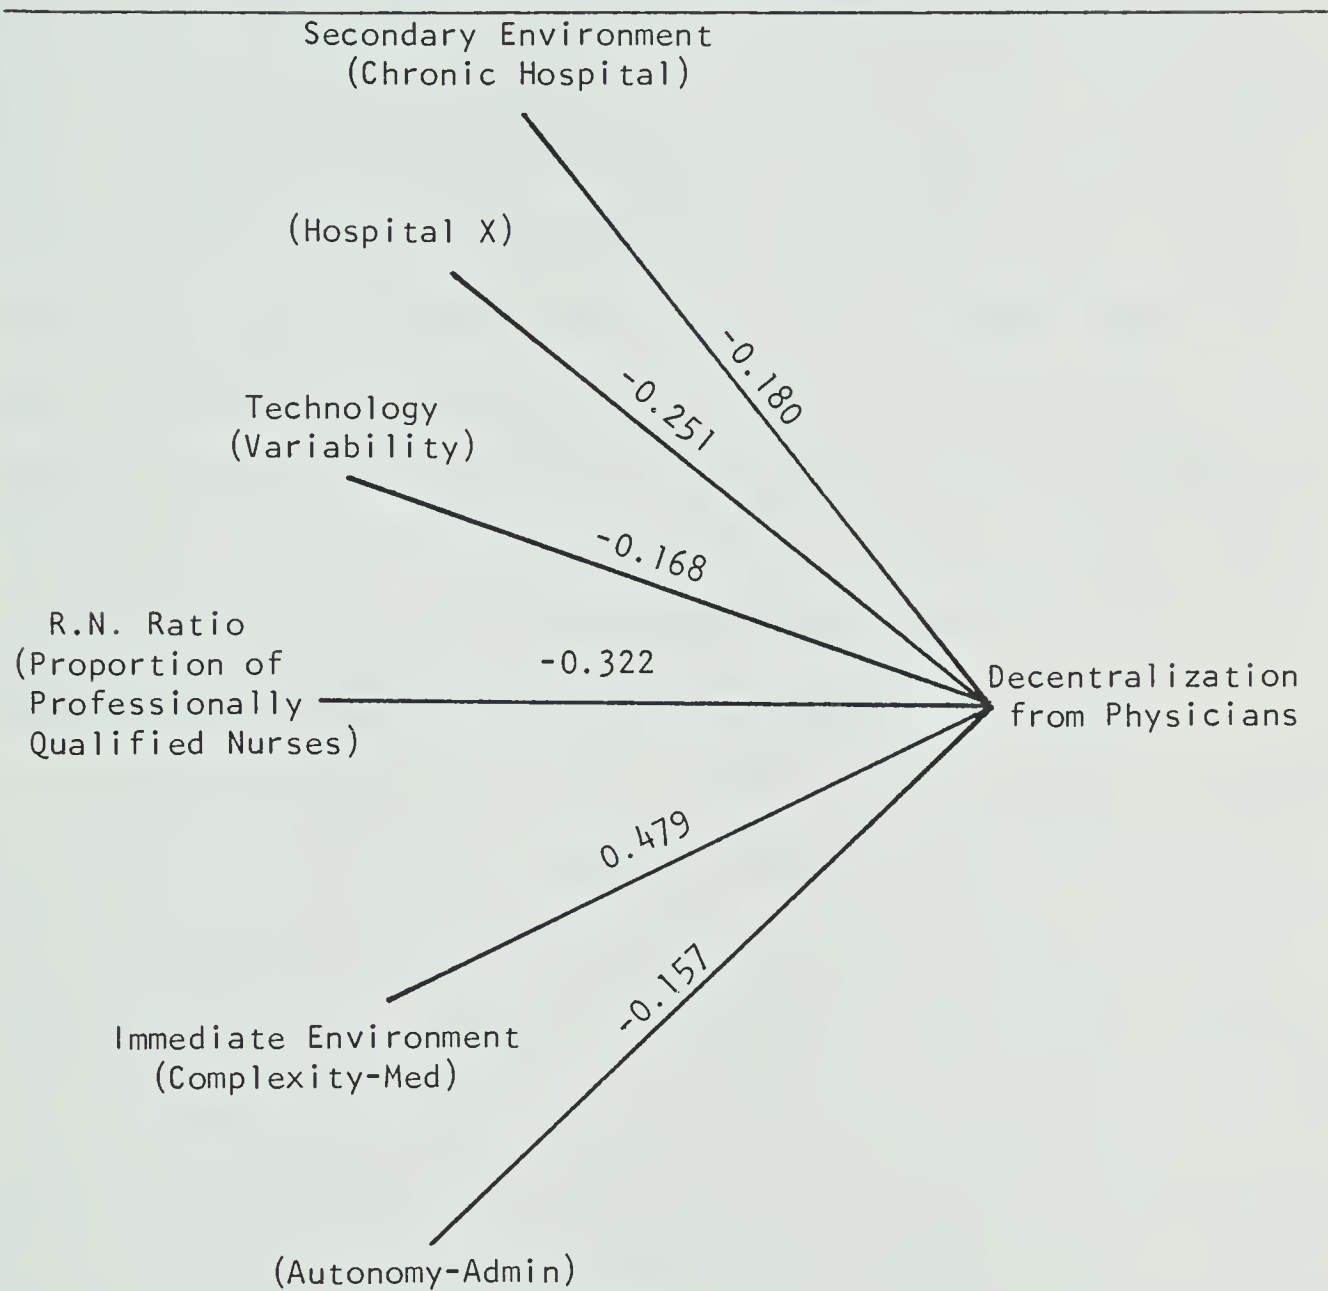 Secondary Environment
(Chronic Hospital)
(Hospital X)
-0.180
-0.251
Technology
(Variability)
-0.168
R.N. Ratio
(Proportion of
Professionally
Qualified Nurses)
-0.322
Decentralization
from Physicians
0.479
-0.157
Immediate Environment
(Complexity-Med)
(Autonomy-Admin)